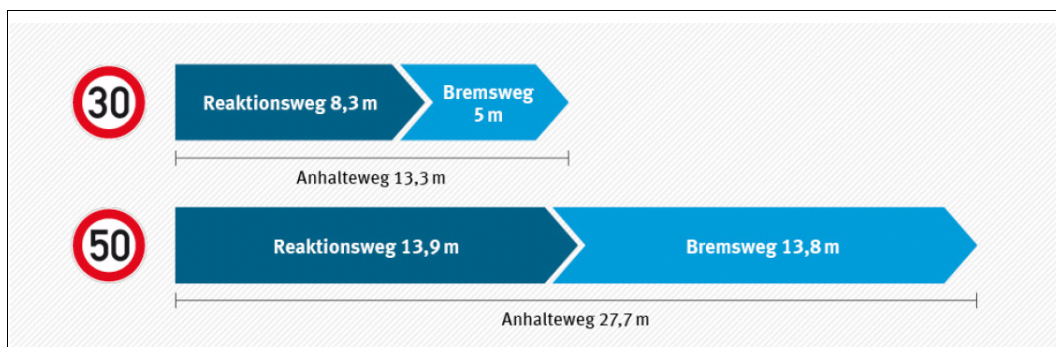 30
Reaktionsweg 8,3 m
Bremsweg
5 m
Anhalteweg 13,3 m
50
Reaktionsweg 13,9 m
Bremsweg 13,8 m
Anhalteweg 27,7 m